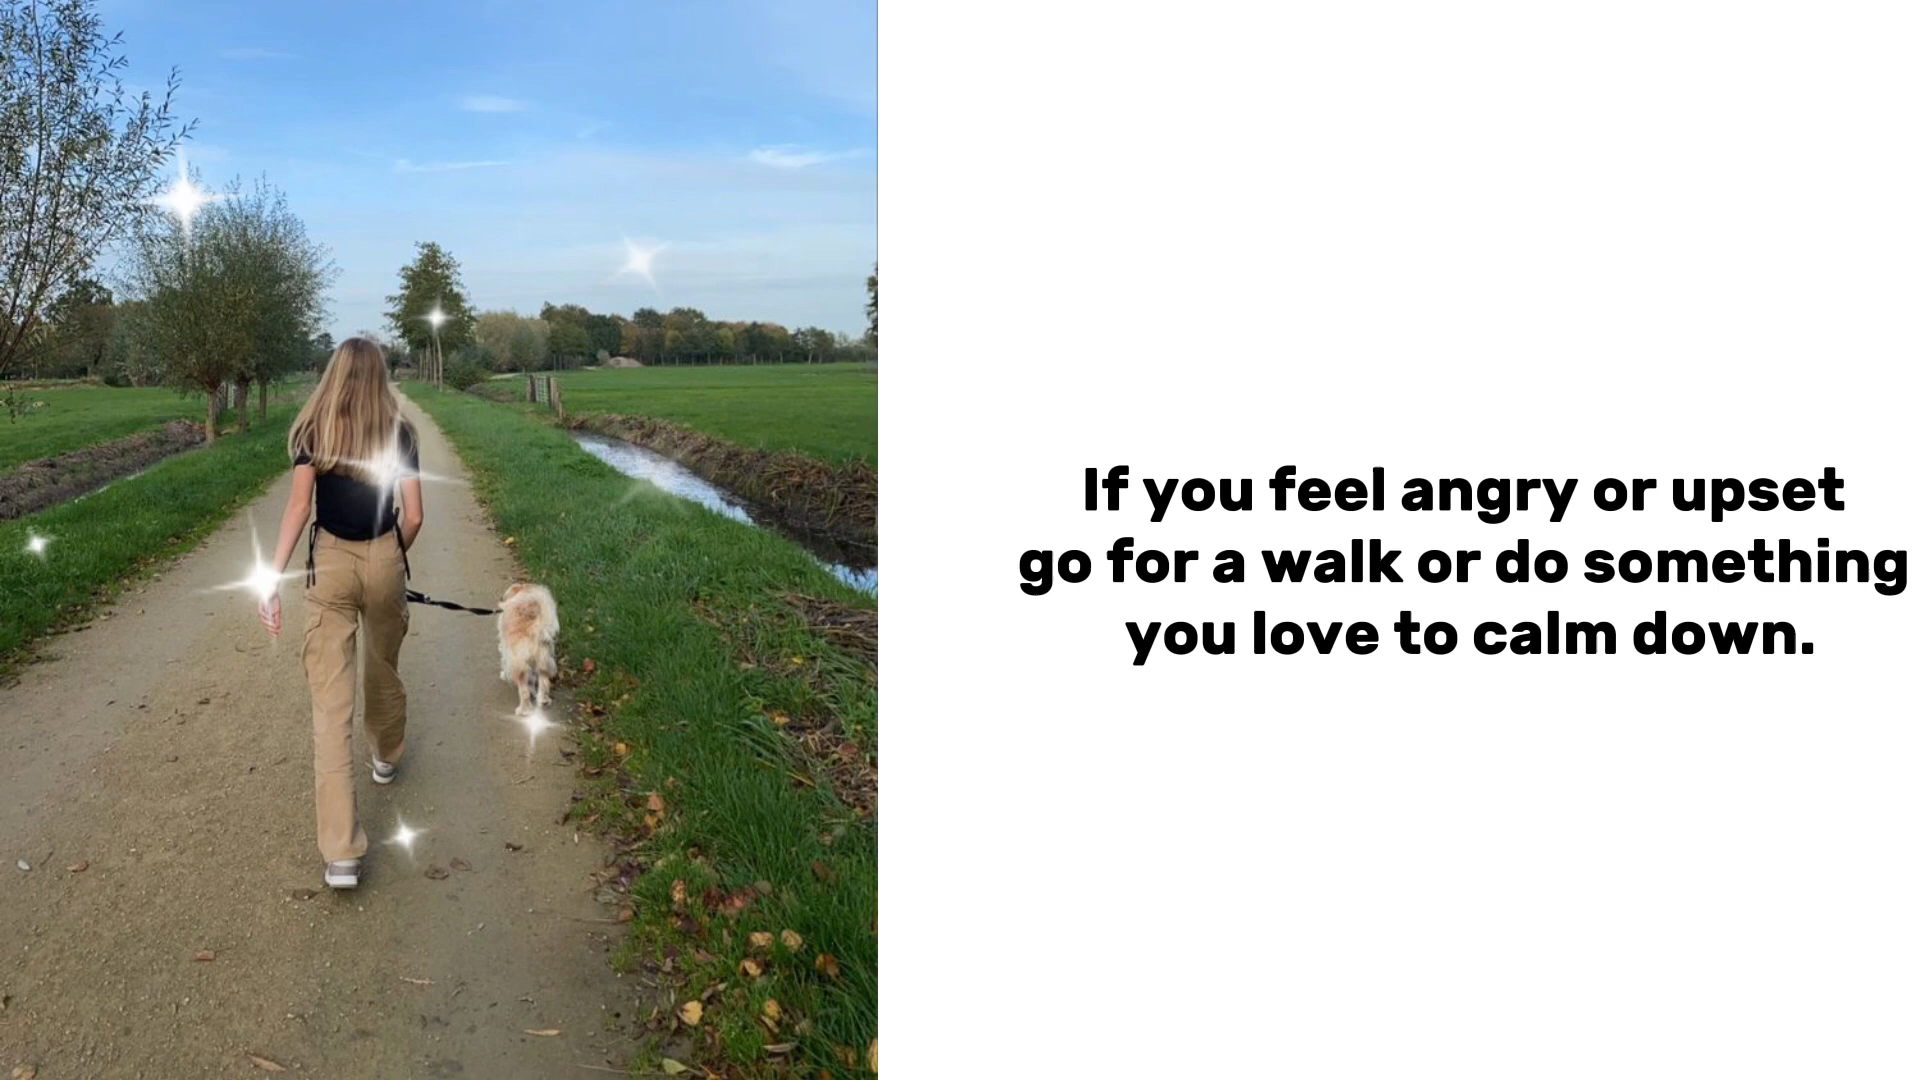 If you feel angry or upset
go for a walk or do something
you love to calm down.